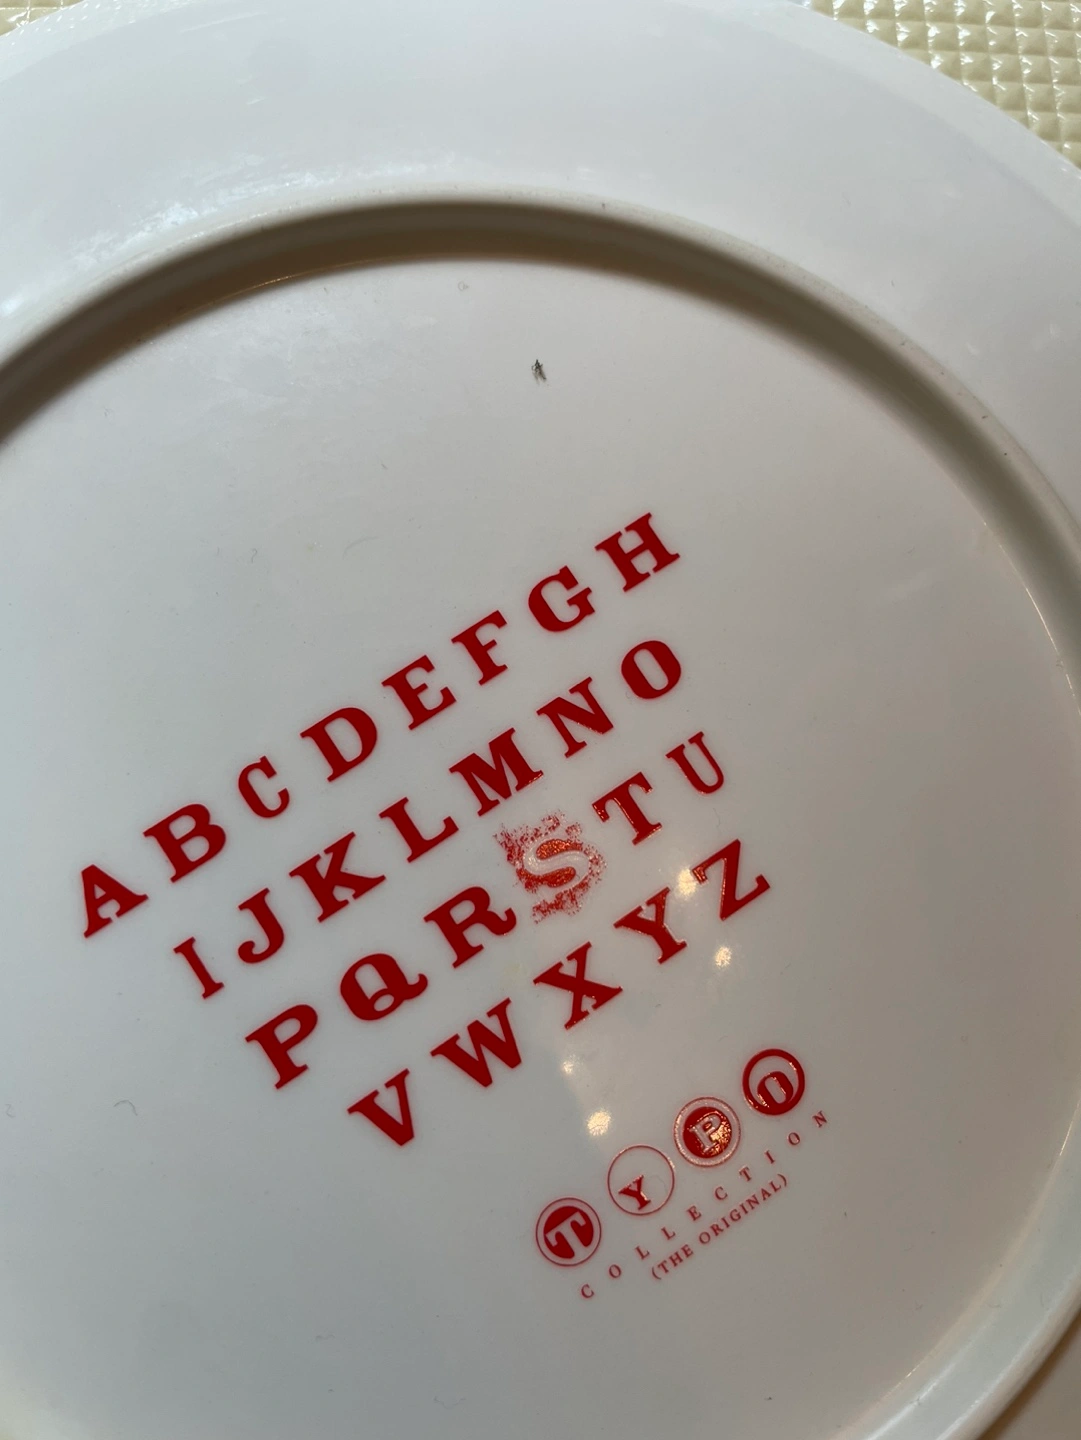 ABCDEFGH
IJKLMNO
PQRSTU
VWXYZ
TYPO
COLLECTION
(THE ORIGINAL)